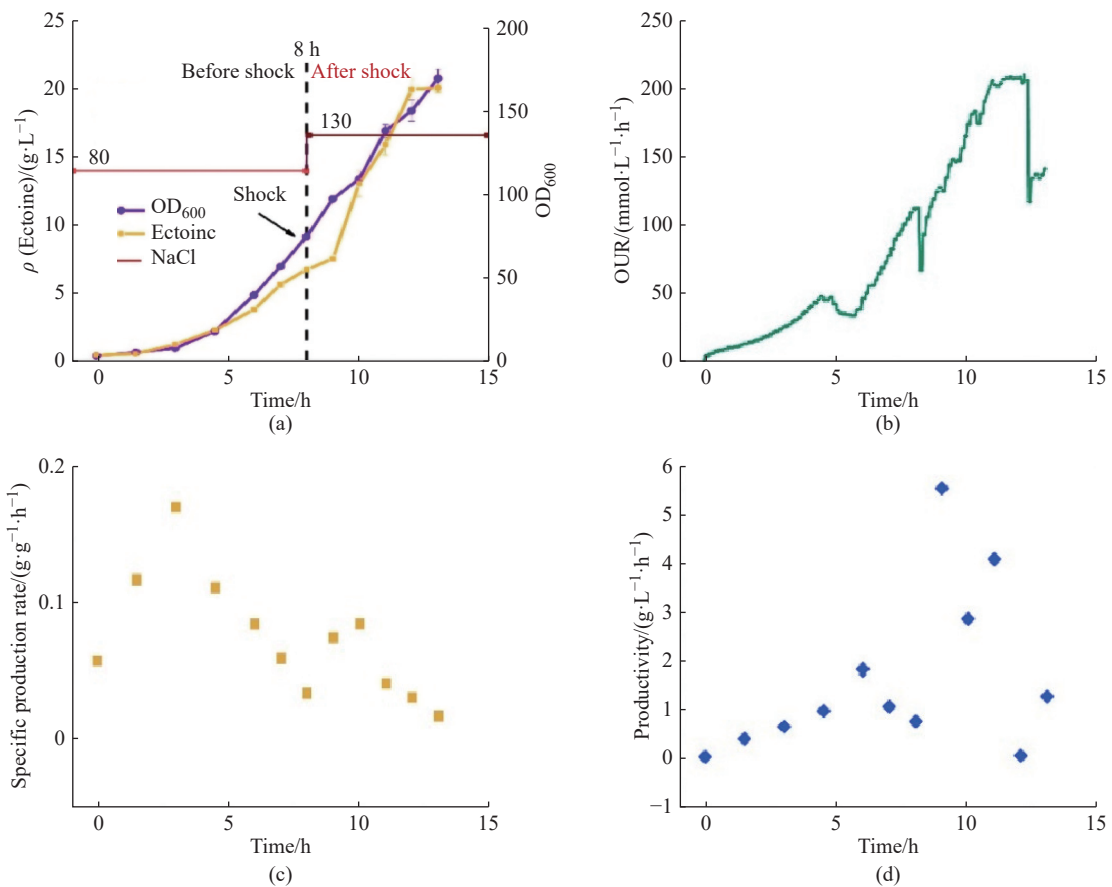 25
20
15
10
5
0
ρ (Ectoine)/(g·L⁻¹)
8 h
Before shock
After shock
80
130
Shock
OD₆₀₀
Ectoinc
NaCl
200
150
100
50
0
OD₆₀₀
0
5
10
15
Time/h
(a)
250
200
150
100
50
0
OUR/(mmol·L⁻¹·h⁻¹)
0
5
10
15
Time/h
(b)
0.2
0.1
0
Specific production rate/(g·g⁻¹·h⁻¹)
0
5
10
15
Time/h
(c)
6
5
4
3
2
1
0
−1
Productivity/(g·L⁻¹·h⁻¹)
0
5
10
15
Time/h
(d)